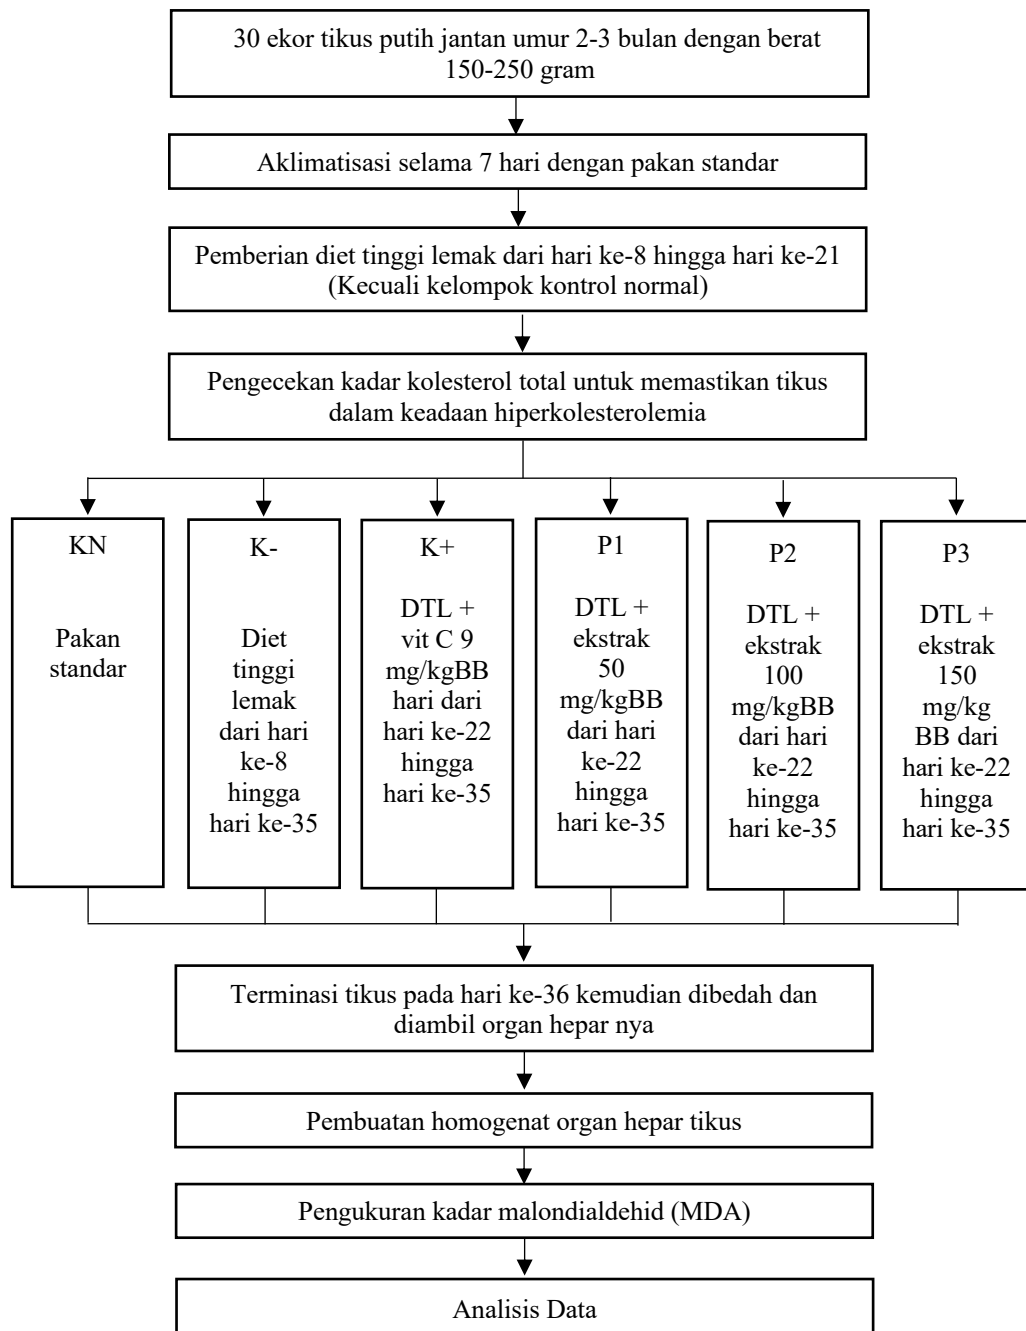 30 ekor tikus putih jantan umur 2-3 bulan dengan berat
150-250 gram
Aklimatisasi selama 7 hari dengan pakan standar
Pemberian diet tinggi lemak dari hari ke-8 hingga hari ke-21
(Kecuali kelompok kontrol normal)
Pengecekan kadar kolesterol total untuk memastikan tikus
dalam keadaan hiperkolesterolemia
KN
Pakan
standar
K-
Diet
tinggi
lemak
dari hari
ke-8
hingga
hari ke-35
K+
DTL +
vit C 9
mg/kgBB
hari dari
hari ke-22
hingga
hari ke-35
P1
DTL +
ekstrak
50
mg/kgBB
dari hari
ke-22
hingga
hari ke-35
P2
DTL +
ekstrak
100
mg/kgBB
dari hari
ke-22
hingga
hari ke-35
P3
DTL +
ekstrak
150
mg/kg
BB dari
hari ke-22
hingga
hari ke-35
Terminasi tikus pada hari ke-36 kemudian dibedah dan
diambil organ hepar nya
Pembuatan homogenat organ hepar tikus
Pengukuran kadar malondialdehid (MDA)
Analisis Data